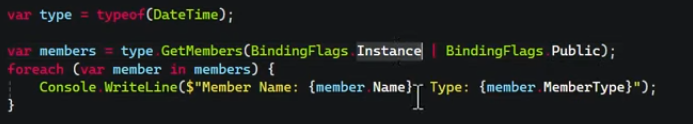 var type = typeof(DateTime);
var members = type.GetMembers(BindingFlags.Instance | BindingFlags.Public);
foreach (var member in members) {
Console.WriteLine($"Member Name: {member.Name} Type: {member.MemberType}");
}